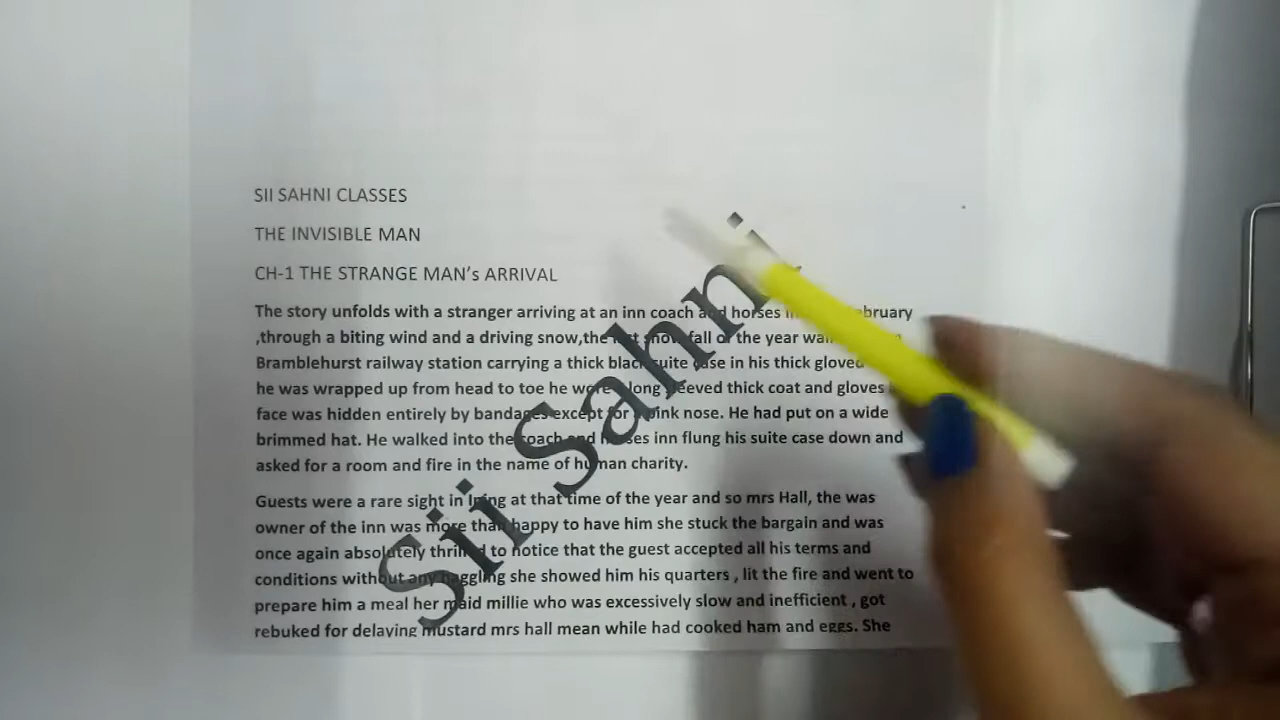 SII SAHNI CLASSES
THE INVISIBLE MAN
CH-1 THE STRANGE MAN's ARRIVAL
The story unfolds with a stranger arriving at an inn coach and horses
,through a biting wind and a driving snow,the snow fall of the year
Bramblehurst railway station carrying a thick black suite case in his thick gloved
he was wrapped up from head to toe he wore long sleeved thick coat and gloves
face was hidden entirely by bandages except for a pink nose. He had put on a wide
brimmed hat. He walked into the coach and horses inn flung his suite case down and
asked for a room and fire in the name of human charity.
Guests were a rare sight in Iping at that time of the year and so mrs Hall, the was
owner of the inn was more than happy to have him she stuck the bargain and was
once again absolutely thrilled to notice that the guest accepted all his terms and
conditions without any haggling she showed him his quarters , lit the fire and went to
prepare him a meal her maid millie who was excessively slow and inefficient , got
rebuked for delaying mustard mrs hall mean while had cooked ham and eggs. She
Sii Sahni